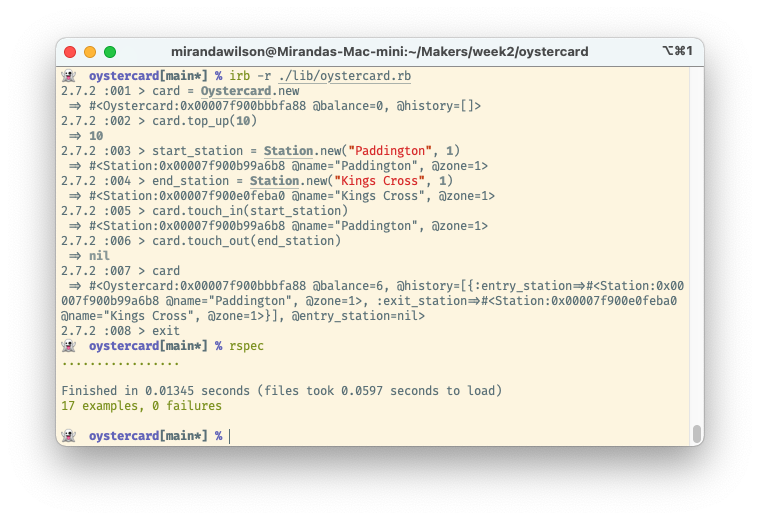 mirandawilson@Mirandas-Mac-mini:~/Makers/week2/oystercard ⌥⌘1
👻 oystercard[main*] % irb -r ./lib/oystercard.rb
2.7.2 :001 > card = Oystercard.new
 => #<Oystercard:0x00007f900bbbfa88 @balance=0, @history=[]>
2.7.2 :002 > card.top_up(10)
 => 10
2.7.2 :003 > start_station = Station.new("Paddington", 1)
 => #<Station:0x00007f900b99a6b8 @name="Paddington", @zone=1>
2.7.2 :004 > end_station = Station.new("Kings Cross", 1)
 => #<Station:0x00007f900e0feba0 @name="Kings Cross", @zone=1>
2.7.2 :005 > card.touch_in(start_station)
 => #<Station:0x00007f900b99a6b8 @name="Paddington", @zone=1>
2.7.2 :006 > card.touch_out(end_station)
 => nil
2.7.2 :007 > card
 => #<Oystercard:0x00007f900bbbfa88 @balance=6, @history=[{:entry_station=>#<Station:0x00
007f900b99a6b8 @name="Paddington", @zone=1>, :exit_station=>#<Station:0x00007f900e0feba0
@name="Kings Cross", @zone=1>}], @entry_station=nil>
2.7.2 :008 > exit
👻 oystercard[main*] % rspec
.................
Finished in 0.01345 seconds (files took 0.0597 seconds to load)
17 examples, 0 failures
👻 oystercard[main*] %